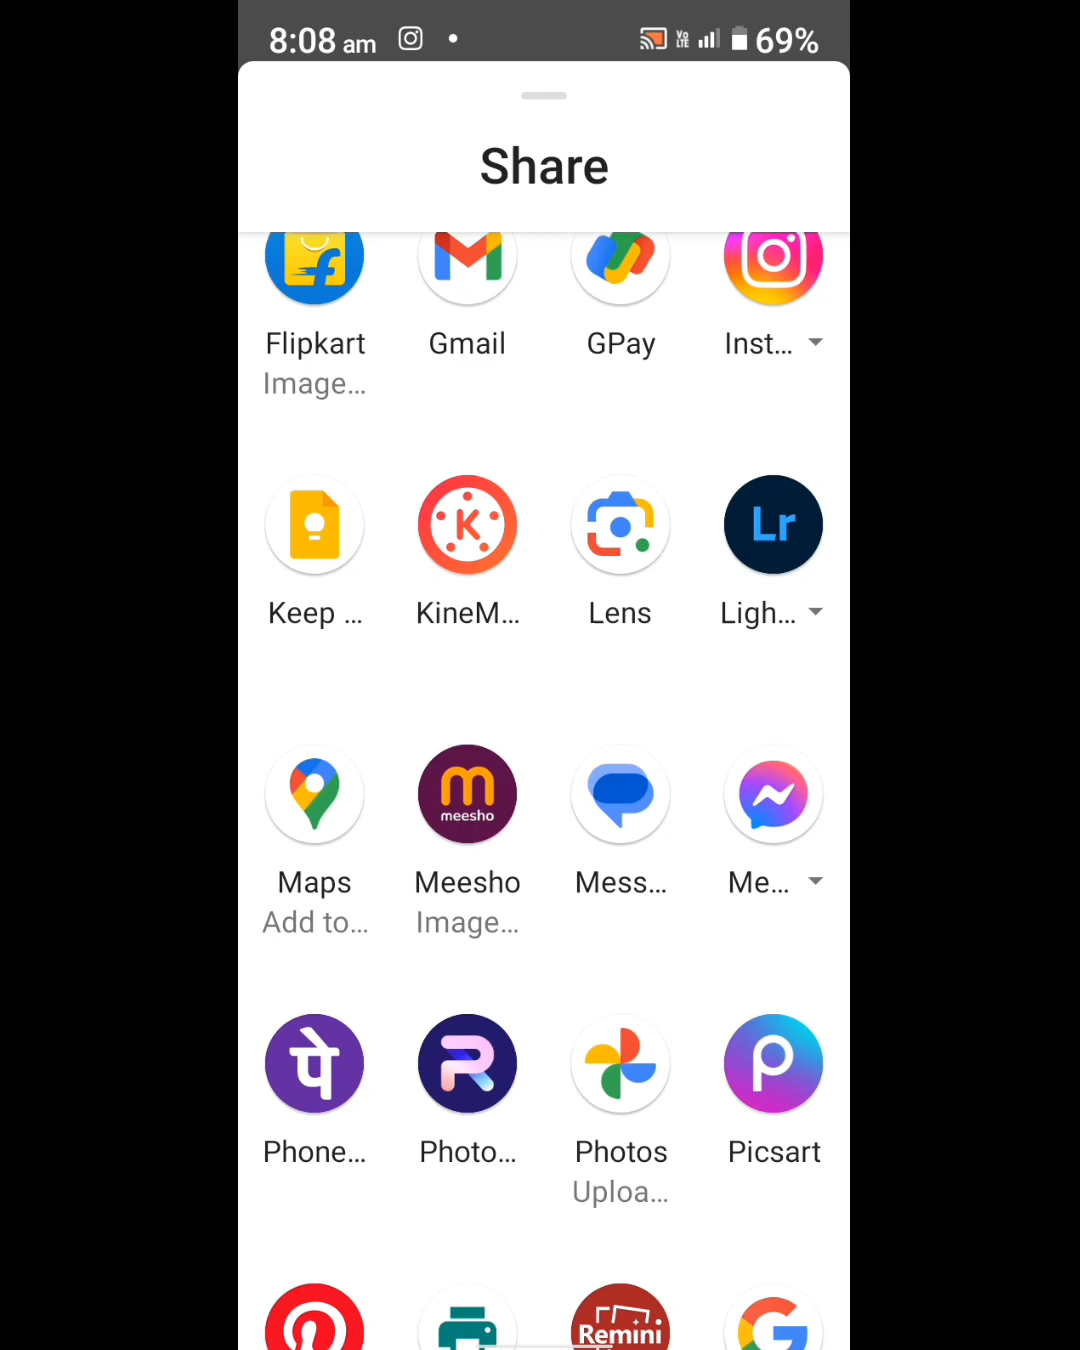 8:08 am VoLTE 69%
Share
Flipkart Gmail GPay Inst...
Image...
K Lr
Keep ... KineM... Lens Ligh...
m
meesho
Maps Meesho Mess... Me...
Add to... Image...
पे
Phone... Photo... Photos Picsart
Uploa...
Remini